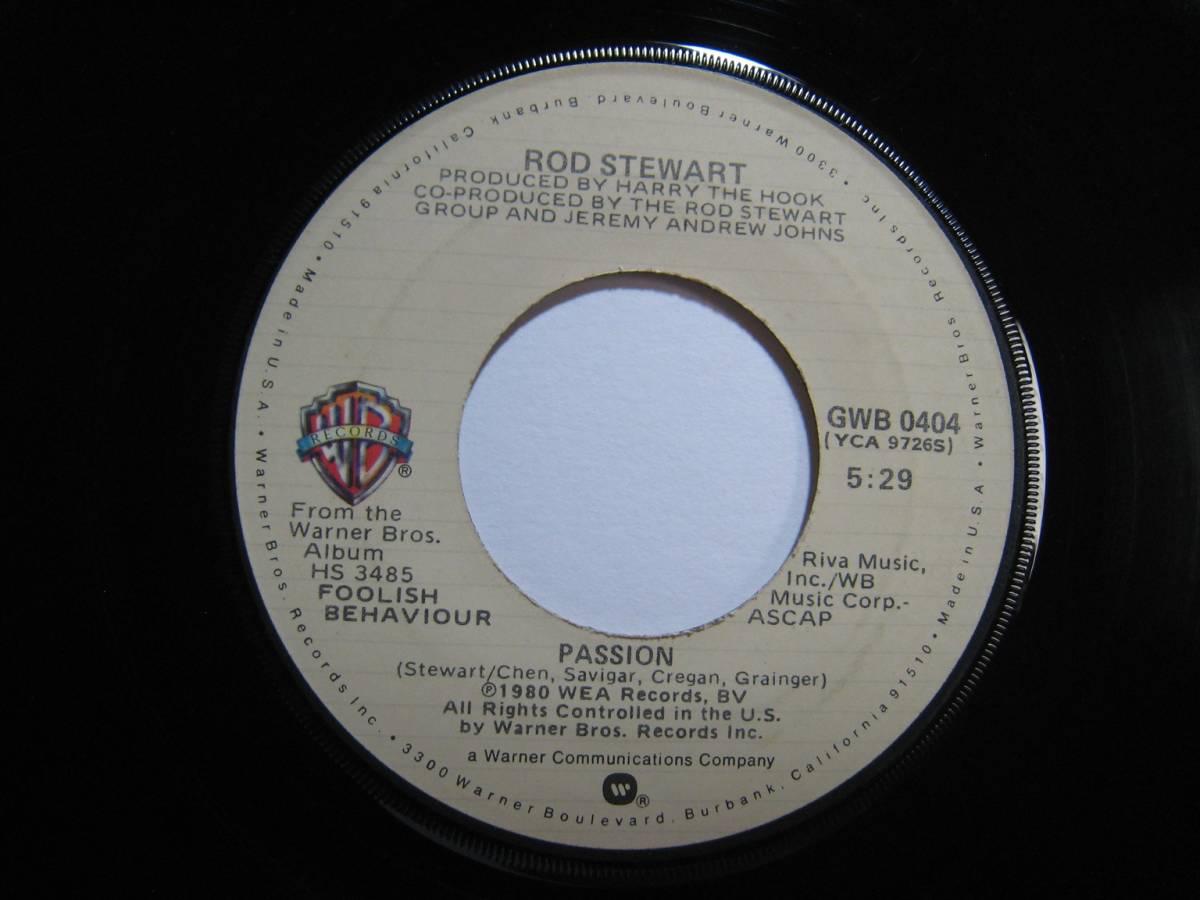 ROD STEWART
PRODUCED BY HARRY THE HOOK
CO-PRODUCED BY THE ROD STEWART
GROUP AND JEREMY ANDREW JOHNS
RECORDS
®
From the
Warner Bros.
Album
HS 3485
FOOLISH
BEHAVIOUR
GWB 0404
(YCA 9726S)
5:29
Riva Music,
Inc./WB
Music Corp.-
ASCAP
PASSION
(Stewart/Chen, Savigar, Cregan, Grainger)
℗1980 WEA Records, BV
All Rights Controlled in the U.S.
by Warner Bros. Records Inc.
a Warner Communications Company
®
Warner Bros. Records Inc. • 3300 Warner Boulevard, Burbank, California 91510 • Made in U.S.A. • Warner Bros. Records Inc. • 3300 Warner Boulevard, Burbank, California 91510 • Made in U.S.A. •